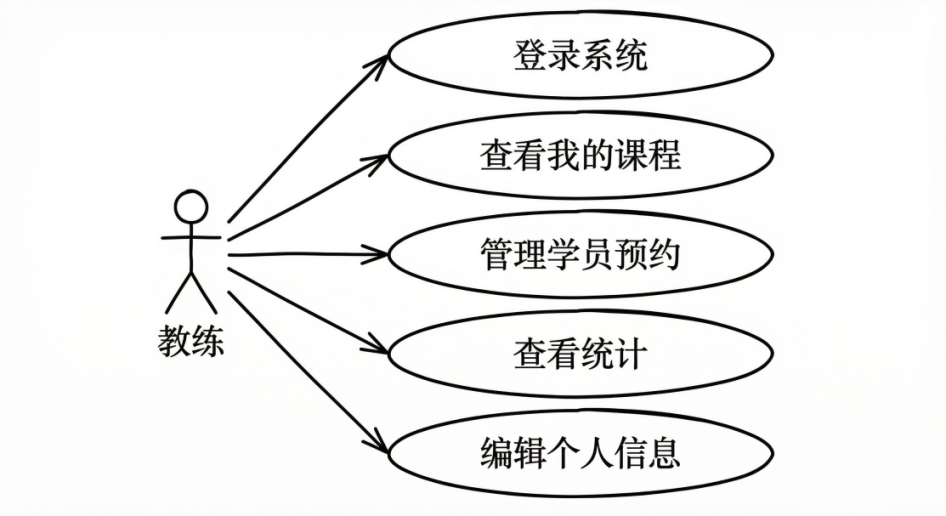 登录系统
查看我的课程
管理学员预约
教练
查看统计
编辑个人信息